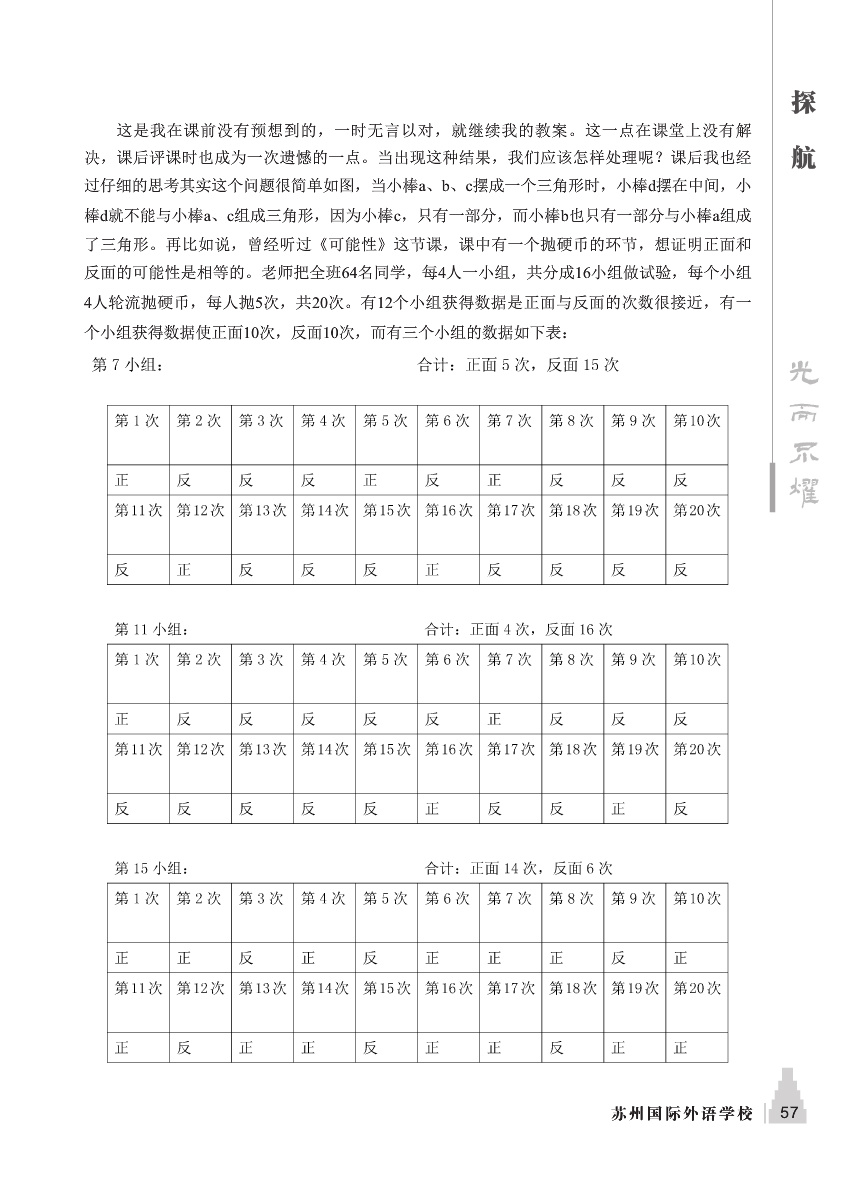 这是我在课前没有预想到的，一时无言以对，就继续我的教案。这一点在课堂上没有解
决，课后评课时也成为一次遗憾的一点。当出现这种结果，我们应该怎样处理呢？课后我也经
过仔细的思考其实这个问题很简单如图，当小棒a、b、c摆成一个三角形时，小棒d摆在中间，小
棒d就不能与小棒a、c组成三角形，因为小棒c，只有一部分，而小棒b也只有一部分与小棒a组成
了三角形。再比如说，曾经听过《可能性》这节课，课中有一个抛硬币的环节，想证明正面和
反面的可能性是相等的。老师把全班64名同学，每4人一小组，共分成16小组做试验，每个小组
4人轮流抛硬币，每人抛5次，共20次。有12个小组获得数据是正面与反面的次数很接近，有一
个小组获得数据使正面10次，反面10次，而有三个小组的数据如下表：
第 7 小组： 合计：正面 5 次，反面 15 次
第 1 次 第 2 次 第 3 次 第 4 次 第 5 次 第 6 次 第 7 次 第 8 次 第 9 次 第10次
正 反 反 反 正 反 正 反 反 反
第11次 第12次 第13次 第14次 第15次 第16次 第17次 第18次 第19次 第20次
反 正 反 反 反 正 反 反 反 反
第 11 小组： 合计：正面 4 次，反面 16 次
第 1 次 第 2 次 第 3 次 第 4 次 第 5 次 第 6 次 第 7 次 第 8 次 第 9 次 第10次
正 反 反 反 反 反 正 反 反 反
第11次 第12次 第13次 第14次 第15次 第16次 第17次 第18次 第19次 第20次
反 反 反 反 反 正 反 反 正 反
第 15 小组： 合计：正面 14 次，反面 6 次
第 1 次 第 2 次 第 3 次 第 4 次 第 5 次 第 6 次 第 7 次 第 8 次 第 9 次 第10次
正 正 反 正 反 正 正 正 反 正
第11次 第12次 第13次 第14次 第15次 第16次 第17次 第18次 第19次 第20次
正 反 正 正 反 正 正 反 正 正
探航
光而不耀
苏州国际外语学校 57